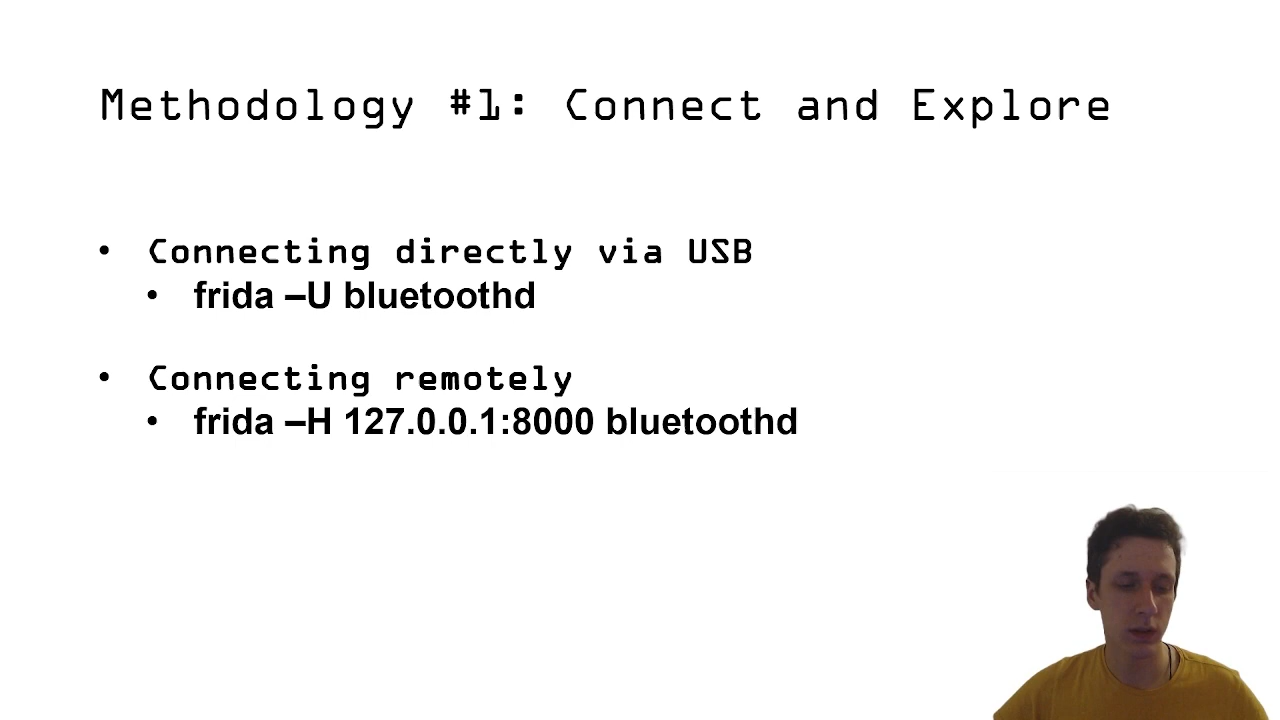 Methodology #1: Connect and Explore
• Connecting directly via USB
• frida –U bluetoothd
• Connecting remotely
• frida –H 127.0.0.1:8000 bluetoothd